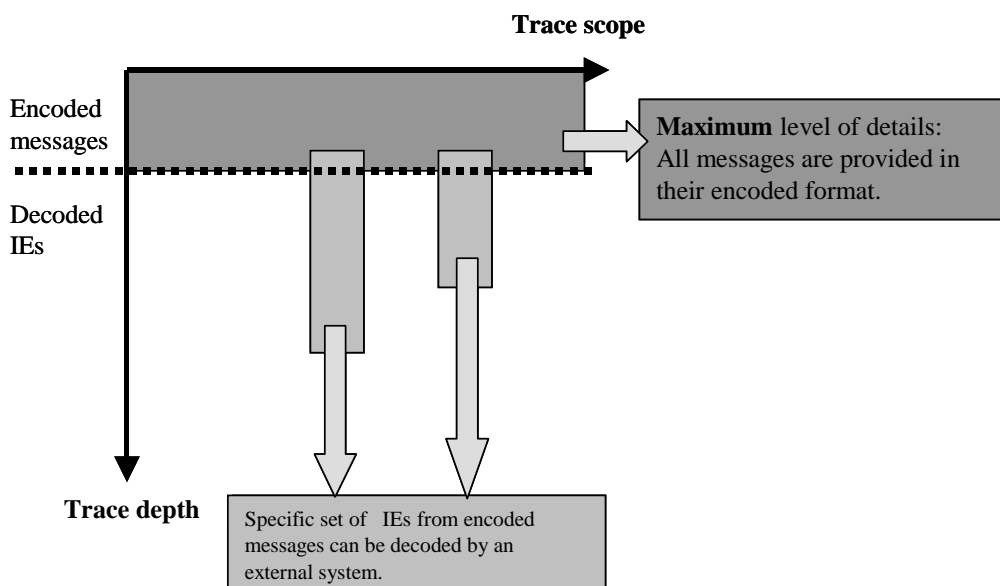 Trace scope
Encoded
messages
Maximum level of details:
All messages are provided in
their encoded format.
Decoded
IEs
Trace depth
Specific set of IEs from encoded
messages can be decoded by an
external system.